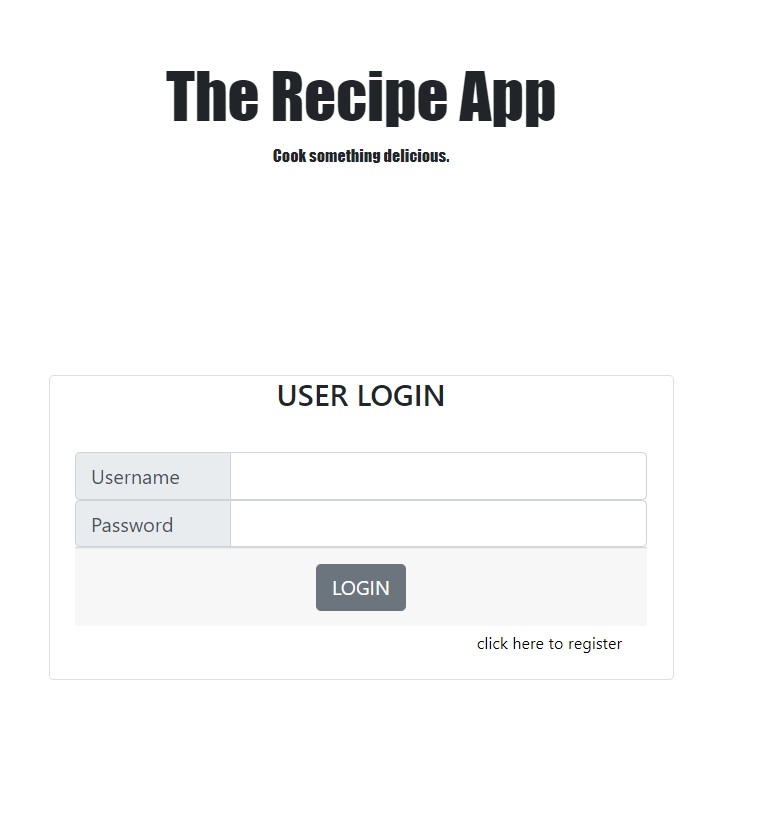 The Recipe App
Cook something delicious.
USER LOGIN
Username
Password
LOGIN
click here to register